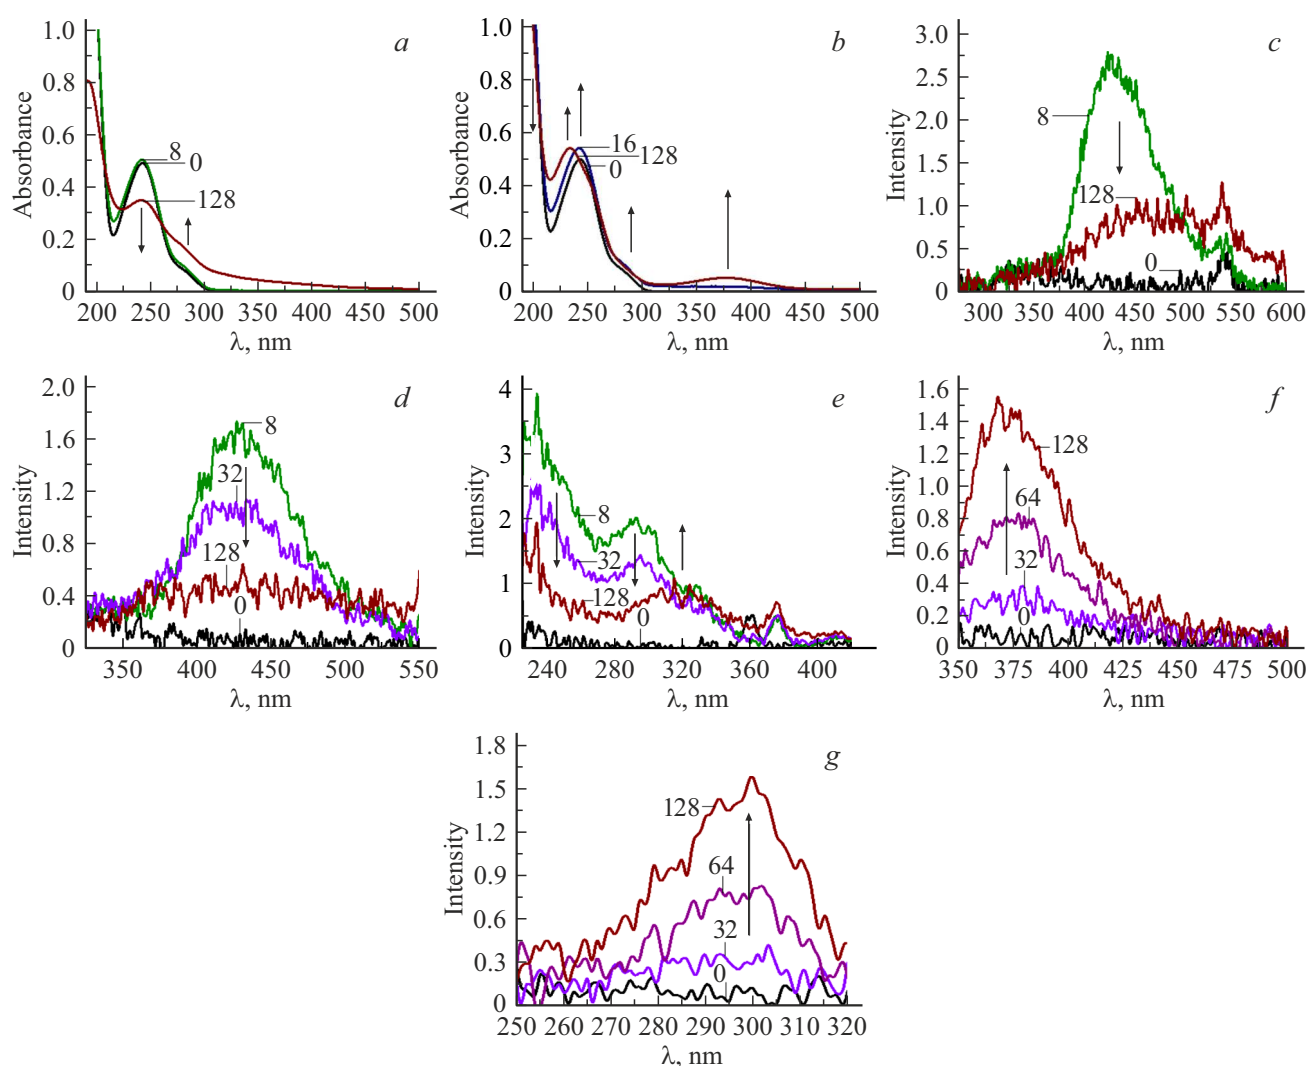 a
Absorbance
1.0
0.8
0.6
0.4
0.2
0
8
0
128
200 250 300 350 400 450 500
λ, nm
b
Absorbance
1.0
0.8
0.6
0.4
0.2
0
16
128
0
200 250 300 350 400 450 500
λ, nm
c
Intensity
3.0
2.5
2.0
1.5
1.0
0.5
0
8
128
0
300 350 400 450 500 550 600
λ, nm
d
Intensity
2.0
1.6
1.2
0.8
0.4
0
8
32
128
0
350 400 450 500 550
λ, nm
e
Intensity
4
3
2
1
0
8
32
128
0
240 280 320 360 400
λ, nm
f
Intensity
1.6
1.4
1.2
1.0
0.8
0.6
0.4
0.2
0
128
64
32
0
350 375 400 425 450 475 500
λ, nm
g
Intensity
1.8
1.5
1.2
0.9
0.6
0.3
0
128
64
32
0
250 260 270 280 290 300 310 320
λ, nm